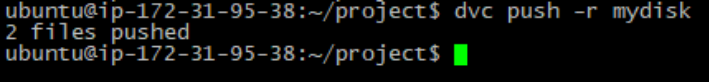 ubuntu@ip-172-31-95-38:~/project$ dvc push -r mydisk
2 files pushed
ubuntu@ip-172-31-95-38:~/project$